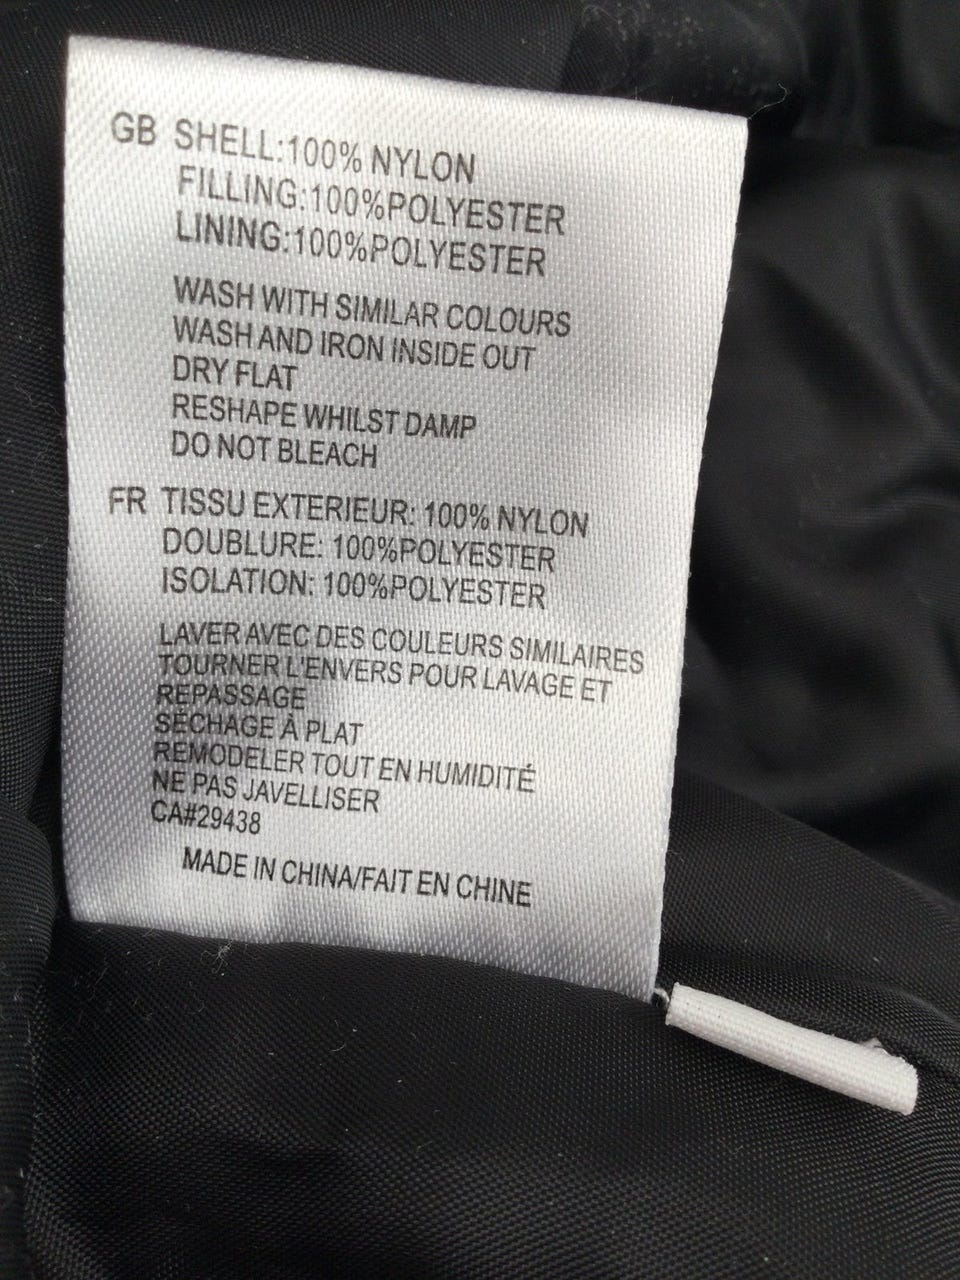 GB SHELL:100% NYLON
FILLING:100%POLYESTER
LINING:100%POLYESTER
WASH WITH SIMILAR COLOURS
WASH AND IRON INSIDE OUT
DRY FLAT
RESHAPE WHILST DAMP
DO NOT BLEACH
FR TISSU EXTERIEUR: 100% NYLON
DOUBLURE: 100%POLYESTER
ISOLATION: 100%POLYESTER
LAVER AVEC DES COULEURS SIMILAIRES
TOURNER L'ENVERS POUR LAVAGE ET
REPASSAGE
SÉCHAGE À PLAT
REMODELER TOUT EN HUMIDITÉ
NE PAS JAVELLISER
CA#29438
MADE IN CHINA/FAIT EN CHINE